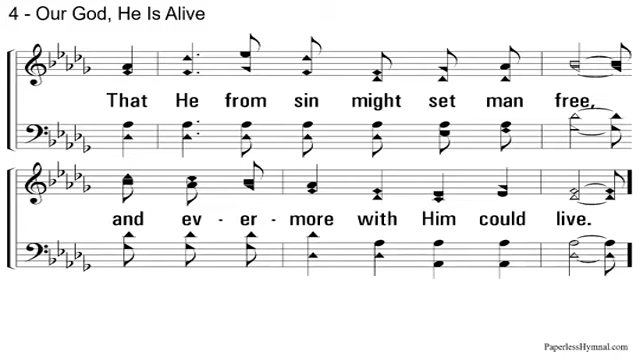 4 - Our God, He Is Alive
That He from sin might set man free,
and ev - er - more with Him could live.
PaperlessHymnal.com